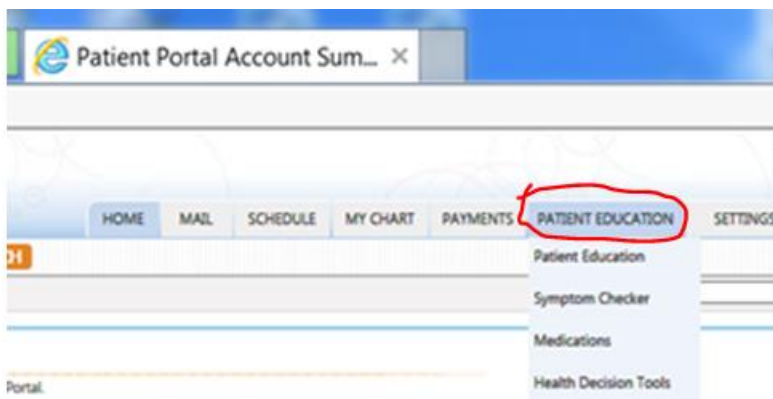 Patient Portal Account Sum... ×
HOME MAIL SCHEDULE MY CHART PAYMENTS PATIENT EDUCATION SETTINGS
CH
Patient Education
Symptom Checker
Medications
Health Decision Tools
Portal.